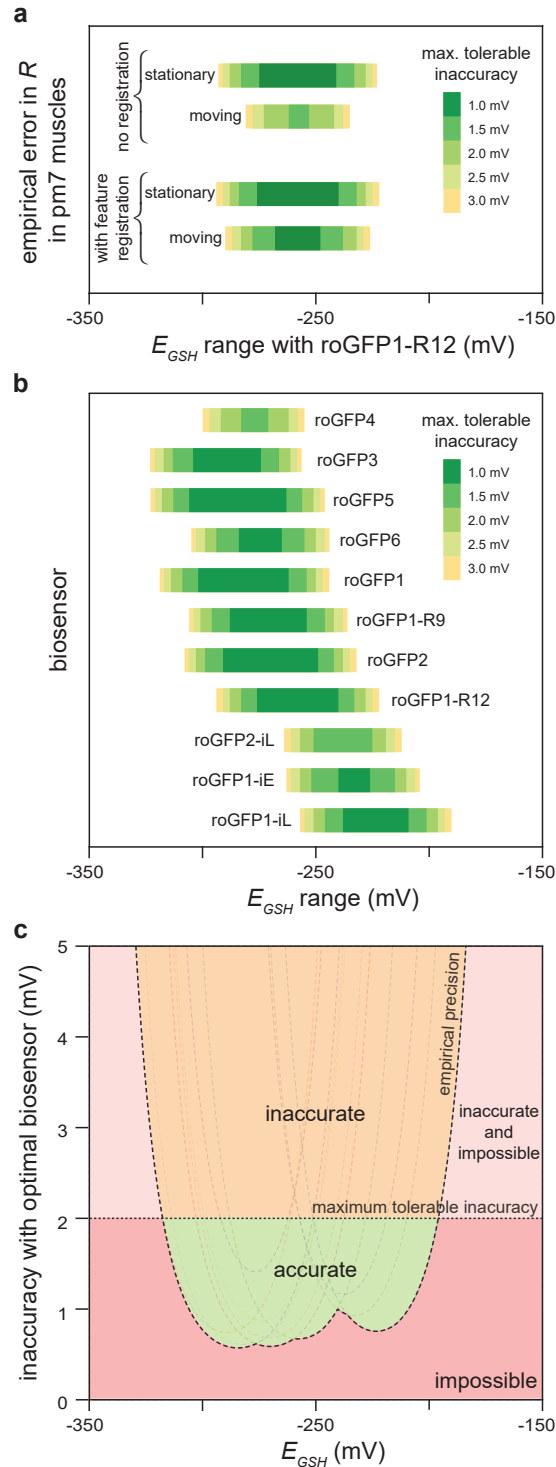 a
empirical error in R
in pm7 muscles
no registration
stationary
moving
with feature
registration
stationary
moving
max. tolerable
inaccuracy
1.0 mV
1.5 mV
2.0 mV
2.5 mV
3.0 mV
-350
-250
-150
E_GSH range with roGFP1-R12 (mV)
b
biosensor
roGFP4
roGFP3
roGFP5
roGFP6
roGFP1
roGFP1-R9
roGFP2
roGFP1-R12
roGFP2-iL
roGFP1-iE
roGFP1-iL
max. tolerable
inaccuracy
1.0 mV
1.5 mV
2.0 mV
2.5 mV
3.0 mV
-350
-250
-150
E_GSH range (mV)
c
inaccuracy with optimal biosensor (mV)
5
4
3
2
1
0
empirical precision
inaccurate
inaccurate
and
impossible
maximum tolerable inacuracy
accurate
impossible
-350
-250
-150
E_GSH (mV)